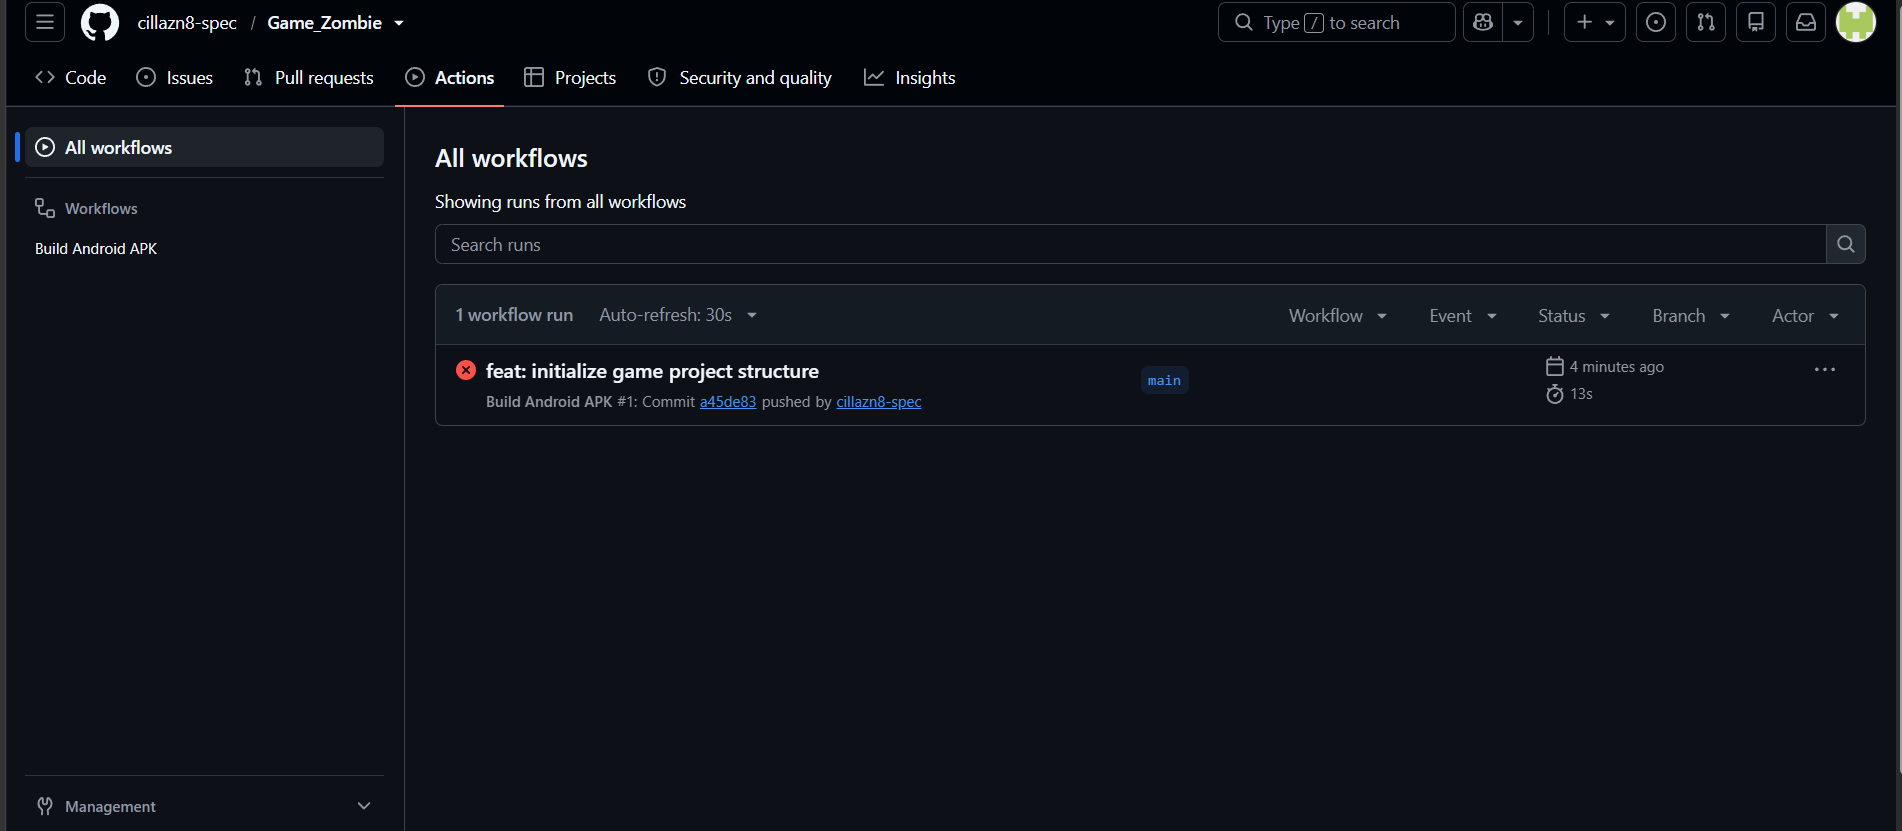 cillazn8-spec / Game_Zombie
Type / to search
Code
Issues
Pull requests
Actions
Projects
Security and quality
Insights
All workflows
Workflows
Build Android APK
Management
All workflows
Showing runs from all workflows
Search runs
1 workflow run
Auto-refresh: 30s
Workflow
Event
Status
Branch
Actor
feat: initialize game project structure
Build Android APK #1: Commit a45de83 pushed by cillazn8-spec
main
4 minutes ago
13s